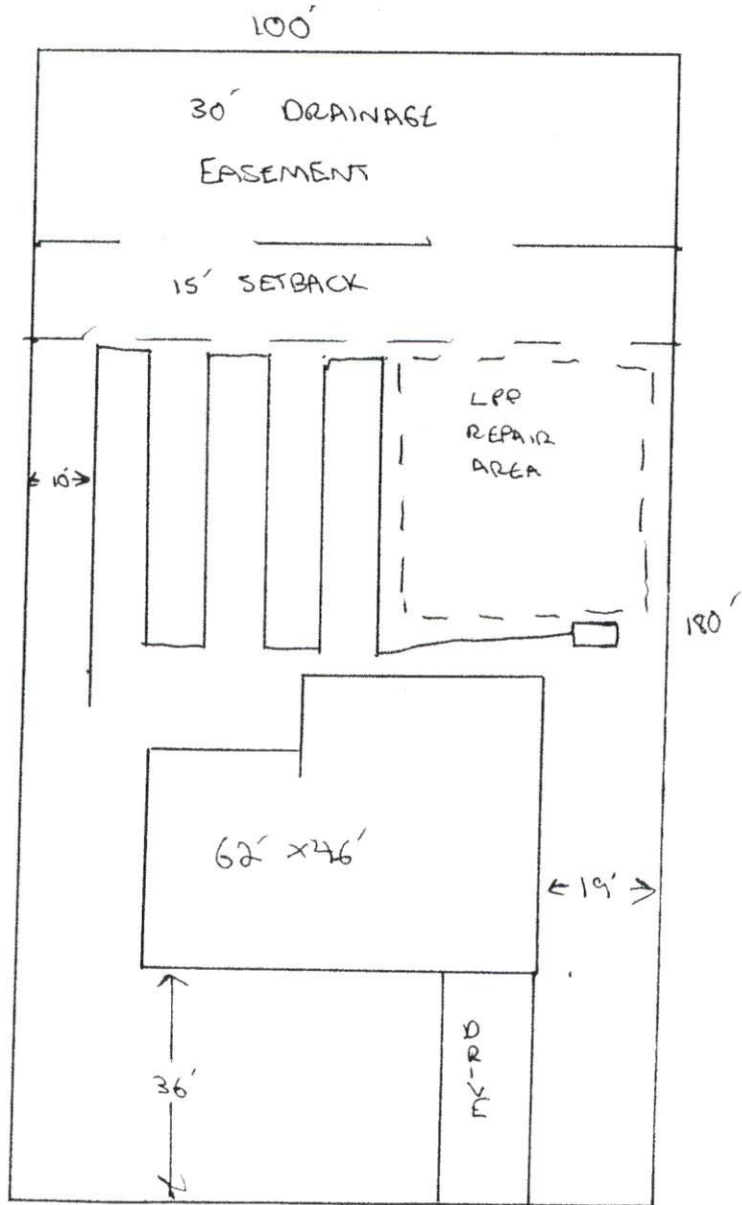 100'
30' DRAINAGE
EASEMENT
15' SETBACK
LPP
REPAIR
AREA
10'
180'
62' x 46'
19'
36'
DRIVE